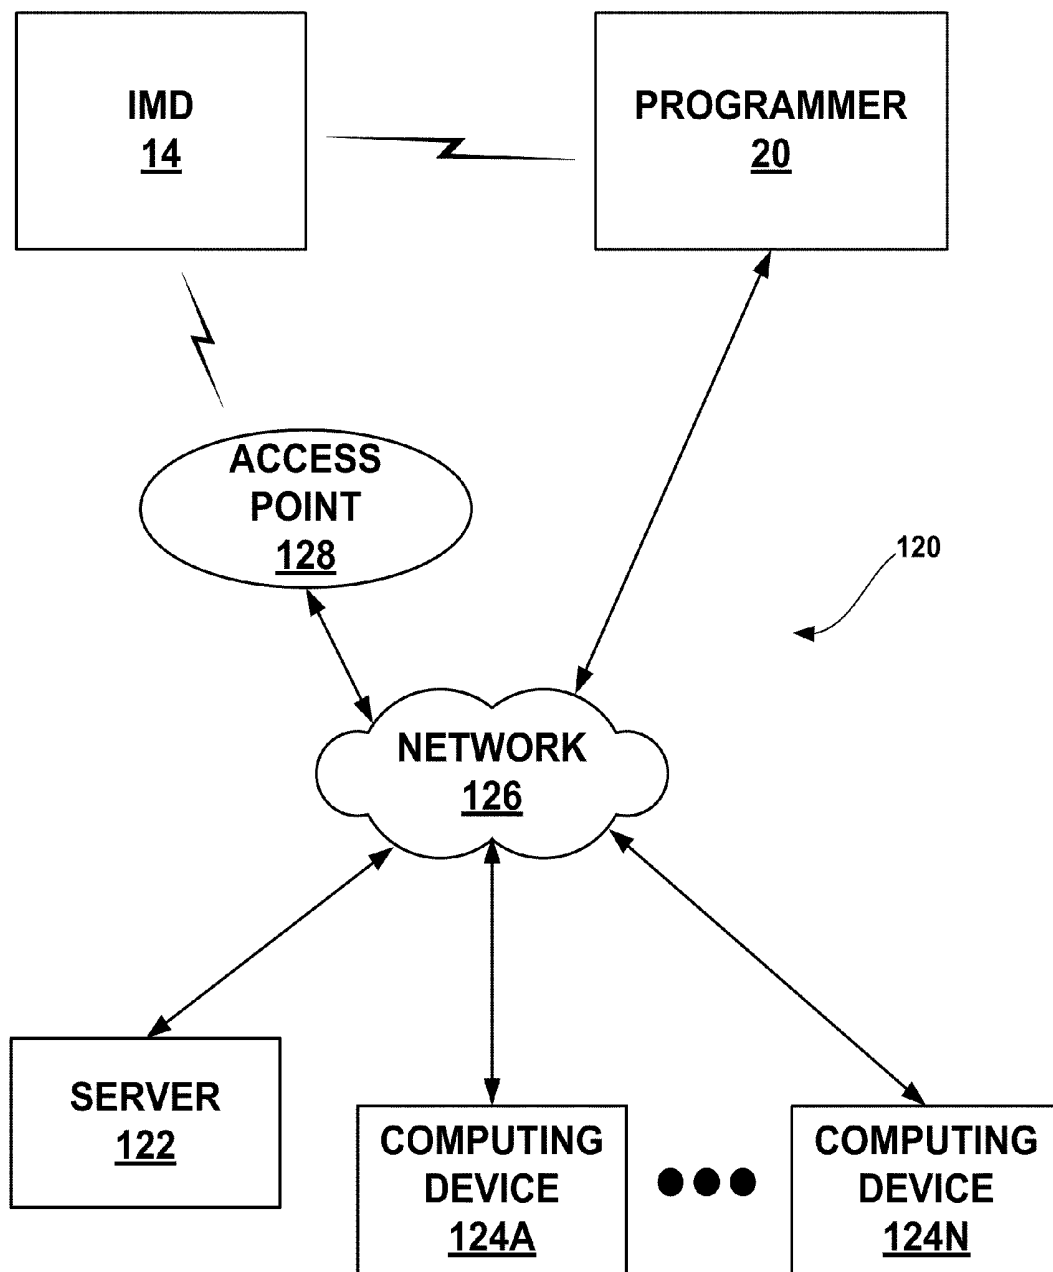 IMD
14
PROGRAMMER
20
ACCESS
POINT
128
120
NETWORK
126
SERVER
122
COMPUTING
DEVICE
124A
COMPUTING
DEVICE
124N